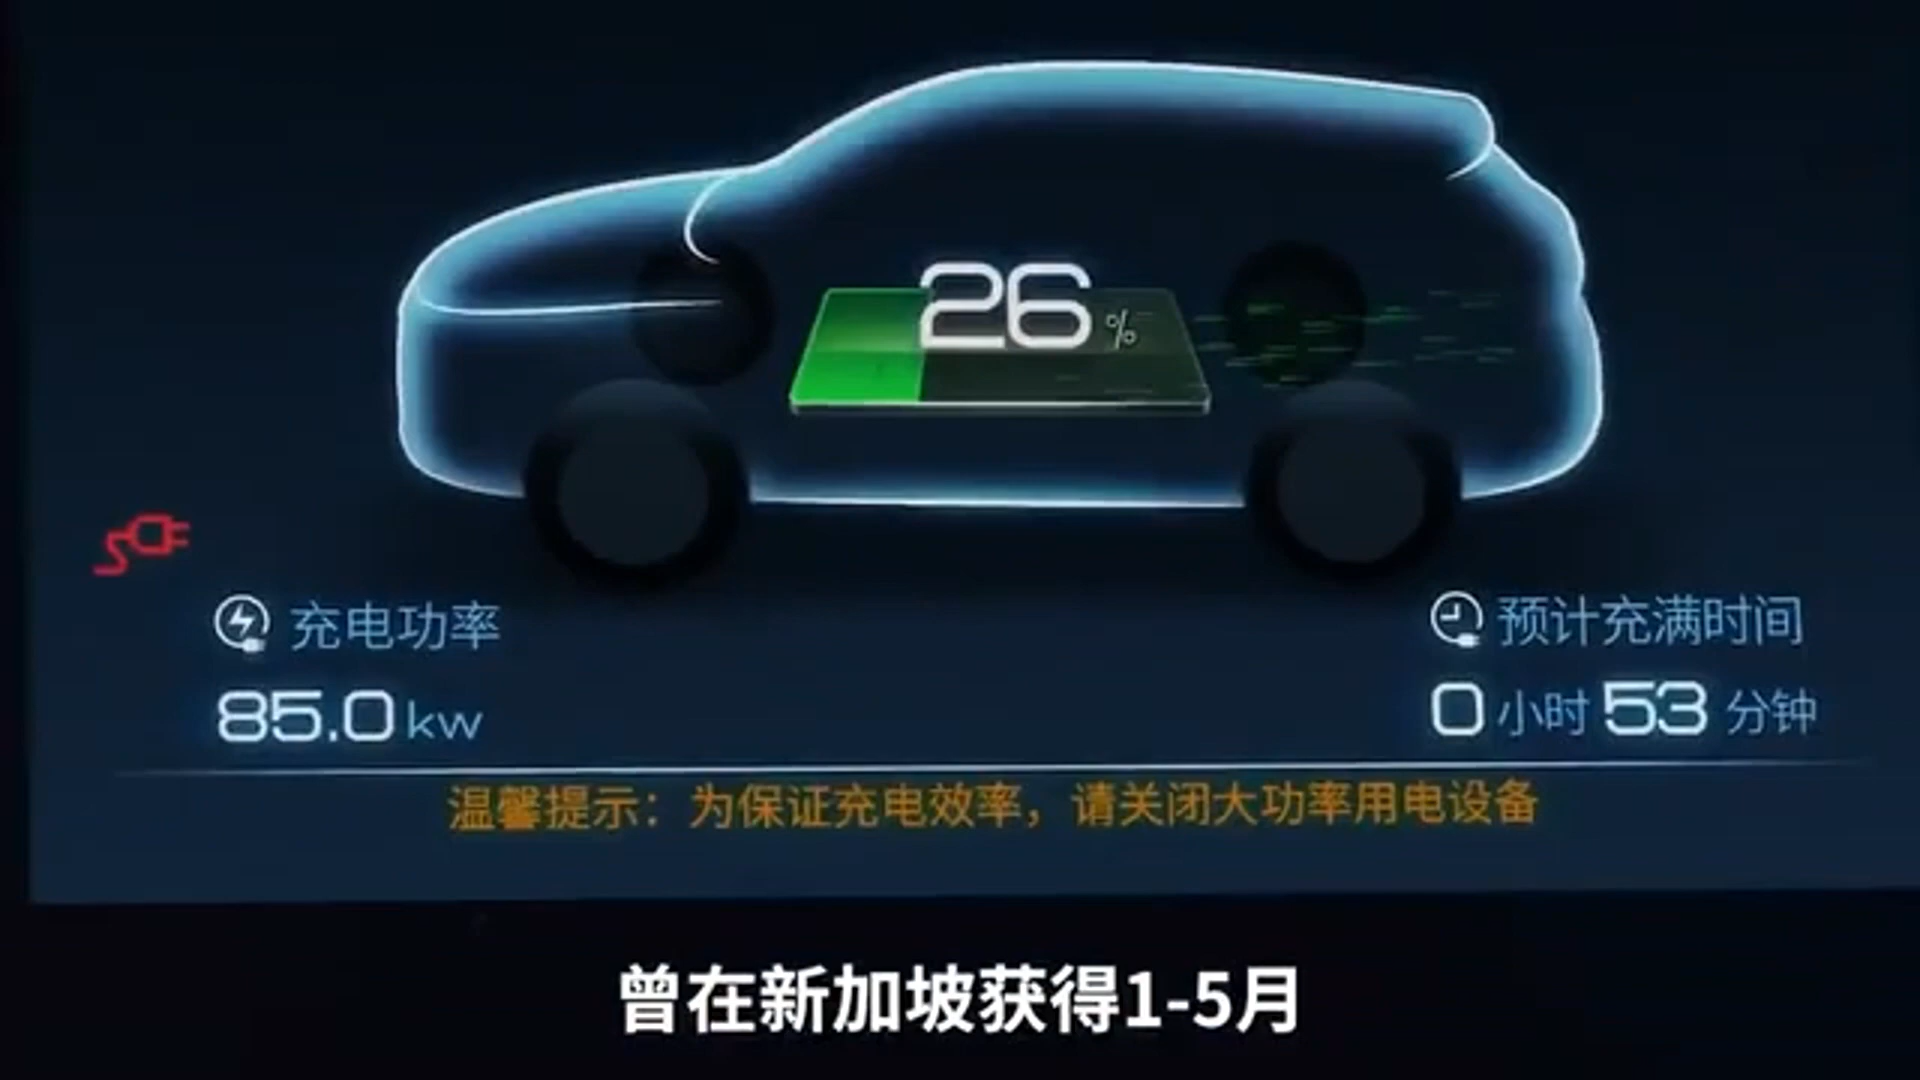 26%
充电功率
85.0kw
预计充满时间
0小时53分钟
温馨提示：为保证充电效率，请关闭大功率用电设备
曾在新加坡获得1-5月